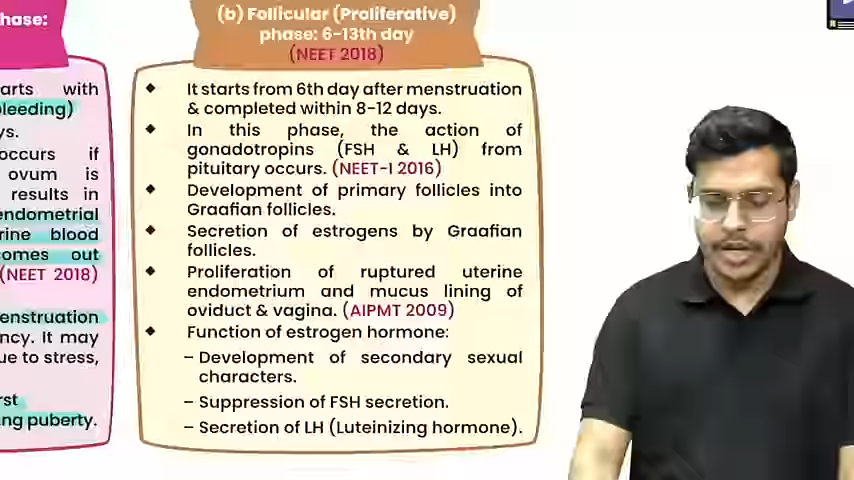 hase:
arts with
leeding)
ys.
occurs if
ovum is
results in
endometrial
rine blood
omes out
(NEET 2018)
enstruation
ncy. It may
ue to stress,
rst
ng puberty.
(b) Follicular (Proliferative)
phase: 6-13th day
(NEET 2018)
◆ It starts from 6th day after menstruation
& completed within 8-12 days.
◆ In this phase, the action of
gonadotropins (FSH & LH) from
pituitary occurs. (NEET-I 2016)
◆ Development of primary follicles into
Graafian follicles.
◆ Secretion of estrogens by Graafian
follicles.
◆ Proliferation of ruptured uterine
endometrium and mucus lining of
oviduct & vagina. (AIPMT 2009)
◆ Function of estrogen hormone:
– Development of secondary sexual
characters.
– Suppression of FSH secretion.
– Secretion of LH (Luteinizing hormone).